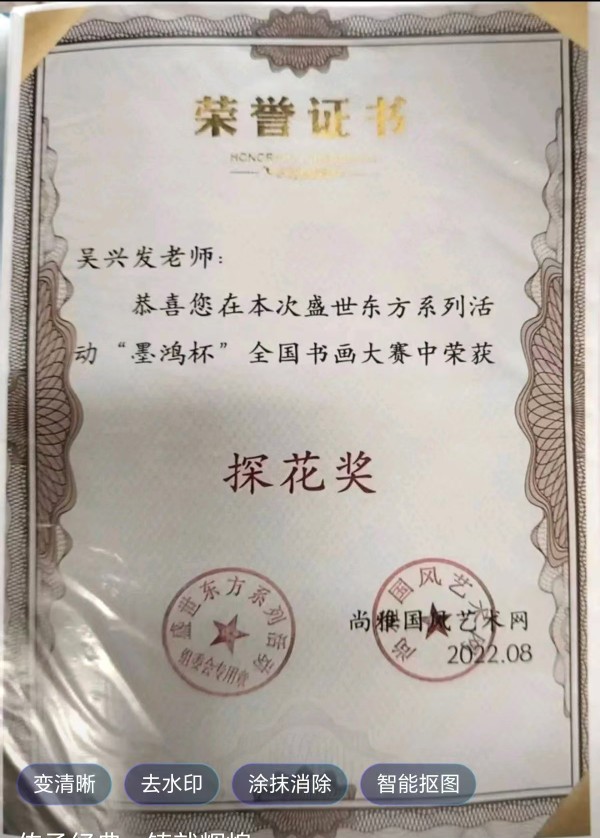 荣誉证书
吴兴发老师：
恭喜您在本次盛世东方系列活
动“墨鸿杯”全国书画大赛中荣获
探花奖
盛世东方系列活动
组委会专用章
尚雅国风艺术网
尚雅国风艺术网
2022.08
变清晰 去水印 涂抹消除 智能抠图